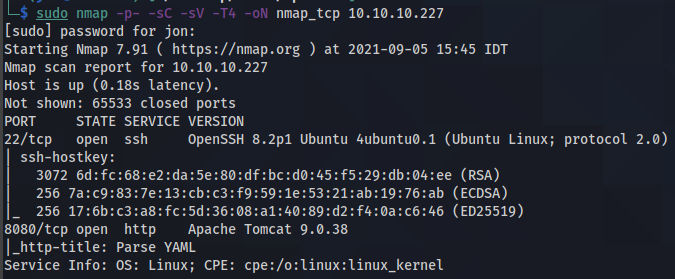 $ sudo nmap -p- -sC -sV -T4 -oN nmap_tcp 10.10.10.227
[sudo] password for jon:
Starting Nmap 7.91 ( https://nmap.org ) at 2021-09-05 15:45 IDT
Nmap scan report for 10.10.10.227
Host is up (0.18s latency).
Not shown: 65533 closed ports
PORT     STATE SERVICE VERSION
22/tcp   open  ssh     OpenSSH 8.2p1 Ubuntu 4ubuntu0.1 (Ubuntu Linux; protocol 2.0)
| ssh-hostkey:
|   3072 6d:fc:68:e2:da:5e:80:df:bc:d0:45:f5:29:db:04:ee (RSA)
|   256 7a:c9:83:7e:13:cb:c3:f9:59:1e:53:21:ab:19:76:ab (ECDSA)
|_  256 17:6b:c3:a8:fc:5d:36:08:a1:40:89:d2:f4:0a:c6:46 (ED25519)
8080/tcp open  http    Apache Tomcat 9.0.38
|_http-title: Parse YAML
Service Info: OS: Linux; CPE: cpe:/o:linux:linux_kernel